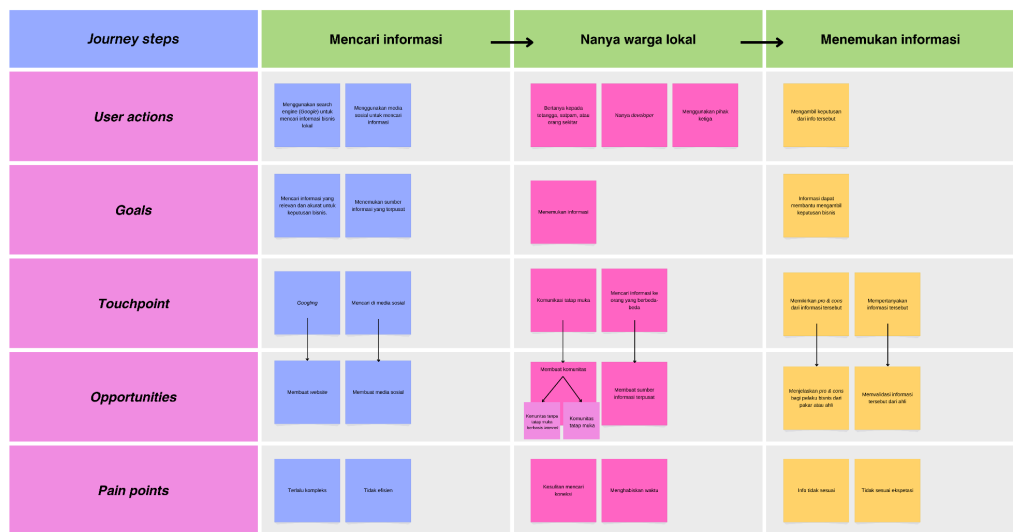 Journey steps
Mencari informasi
Nanya warga lokal
Menemukan informasi
User actions
Menggunakan search
engine (Google) untuk
mencari informasi bisnis
lokal
Menggunakan media
sosial untuk mencari
informasi
Bertanya kepada
tetangga, satpam, atau
orang sekitar
Nanya developer
Menggunakan pihak
ketiga
Mengambil keputusan
dari info tersebut
Goals
Mencari informasi yang
relevan dan akurat untuk
keputusan bisnis.
Menemukan sumber
informasi yang terpusat
Menemukan informasi
Informasi dapat
membantu mengambil
keputusan bisnis
Touchpoint
Googling
Mencari di media sosial
Komunikasi tatap muka
Mencari informasi ke
orang yang berbeda-
beda
Memikirkan pro & cons
dari informasi tersebut
Mempertanyakan
informasi tersebut
Opportunities
Membuat website
Membuat media sosial
Membuat komunitas
Komunitas tanpa
tatap muka
berbasis
Komunitas
tatap muka
Membuat sumber
informasi terpusat
Menjelaskan pro & cons
bagi pelaku bisnis dari
pakar atau ahli
Memvalidasi informasi
tersebut dari ahli
Pain points
Terlalu kompleks
Tidak efisien
Kesulitan mencari
koneksi
Menghabiskan waktu
Info tidak sesuai
Tidak sesuai ekspetasi